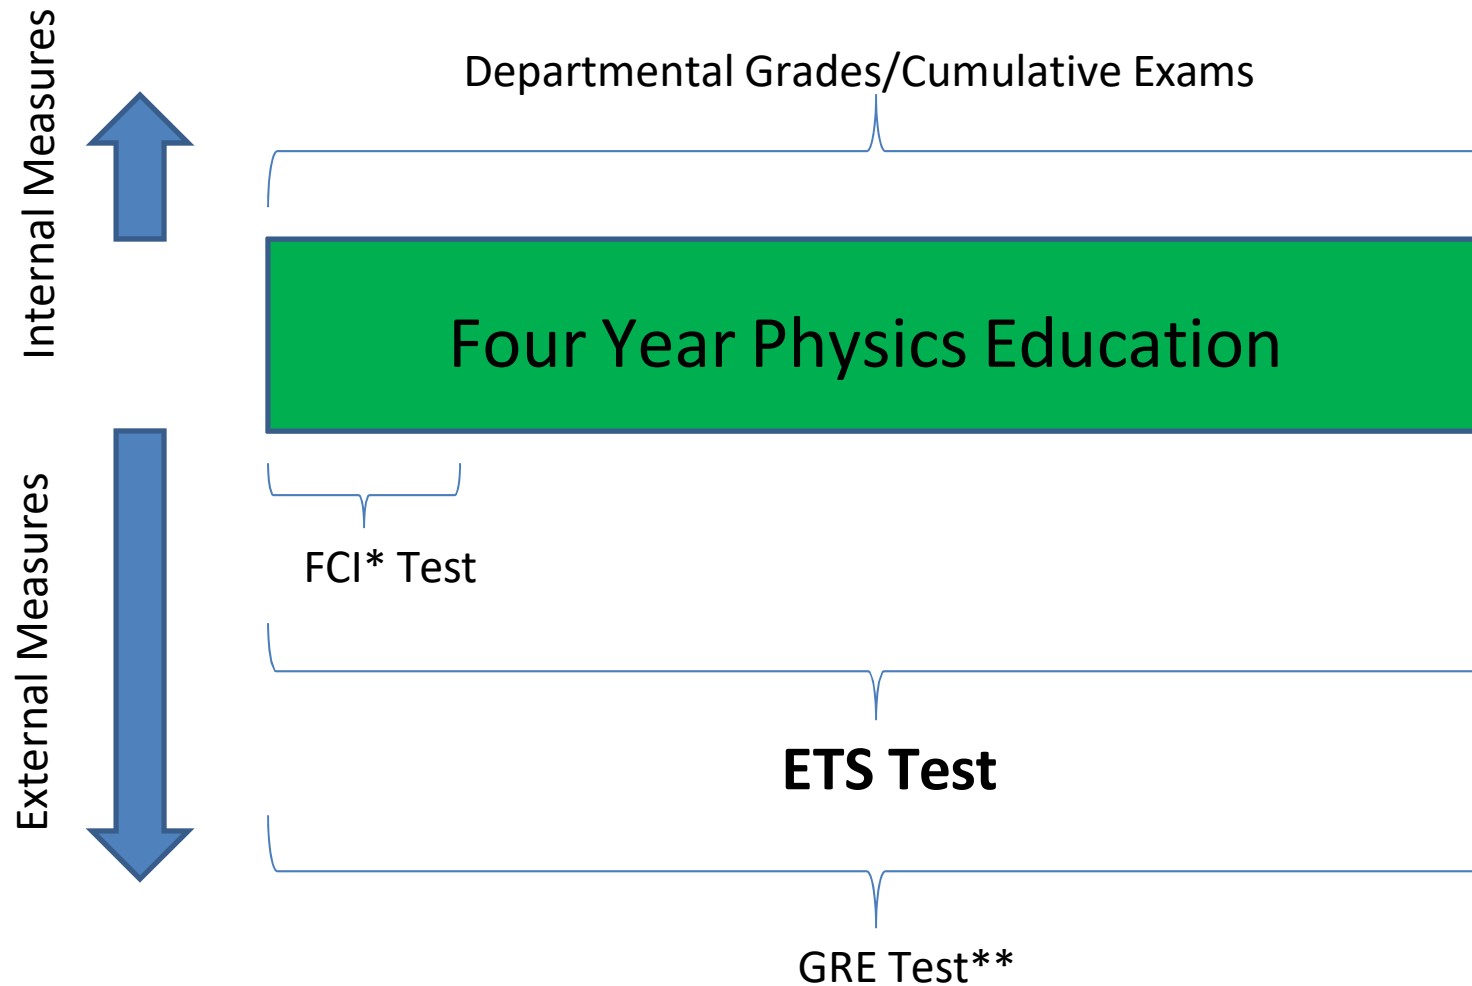 Internal Measures
Departmental Grades/Cumulative Exams
Four Year Physics Education
External Measures
FCI* Test
ETS Test
GRE Test**